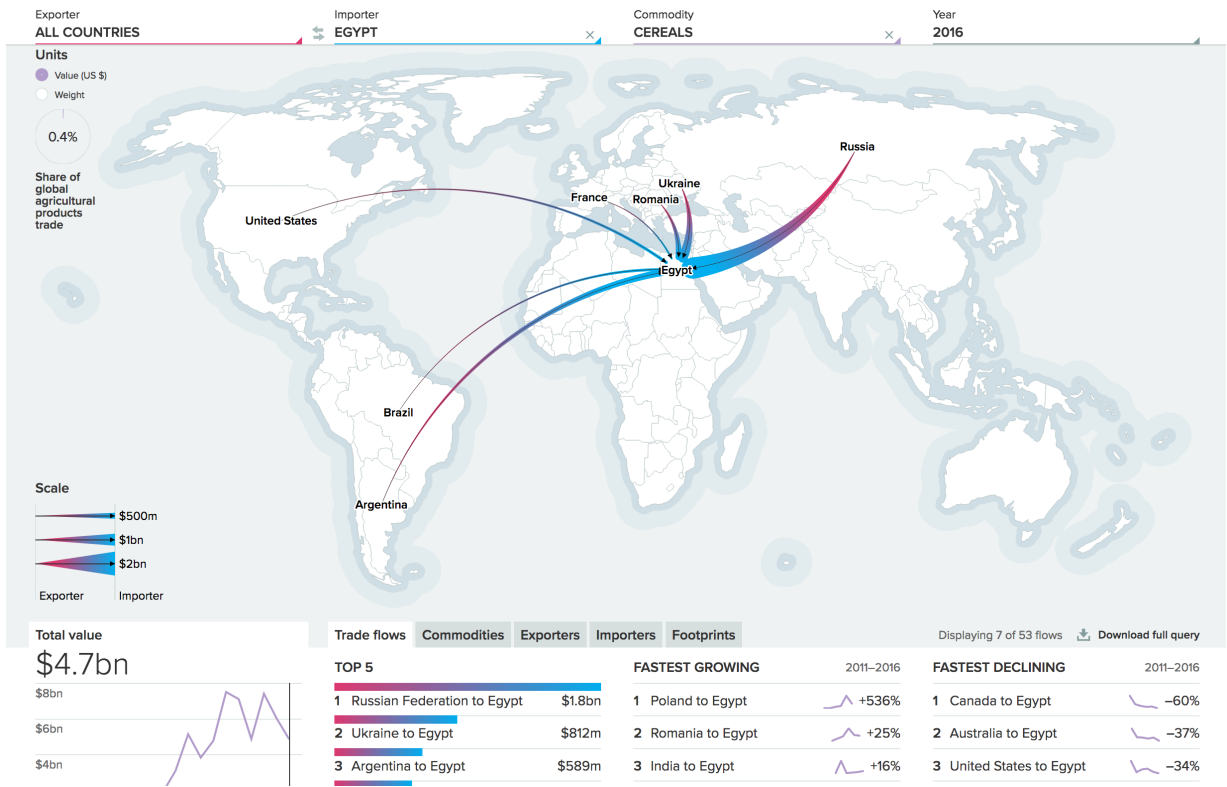 Exporter
ALL COUNTRIES
Importer
EGYPT
Commodity
CEREALS
Year
2016
Units
Value (US $)
Weight
0.4%
Share of
global
agricultural
products
trade
Russia
Ukraine
France
Romania
United States
Egypt
Brazil
Argentina
Scale
$500m
$1bn
$2bn
Exporter
Importer
Total value
$4.7bn
$8bn
$6bn
$4bn
Trade flows
Commodities
Exporters
Importers
Footprints
Displaying 7 of 53 flows
Download full query
TOP 5
1 Russian Federation to Egypt $1.8bn
2 Ukraine to Egypt $812m
3 Argentina to Egypt $589m
FASTEST GROWING 2011–2016
1 Poland to Egypt +536%
2 Romania to Egypt +25%
3 India to Egypt +16%
FASTEST DECLINING 2011–2016
1 Canada to Egypt –60%
2 Australia to Egypt –37%
3 United States to Egypt –34%